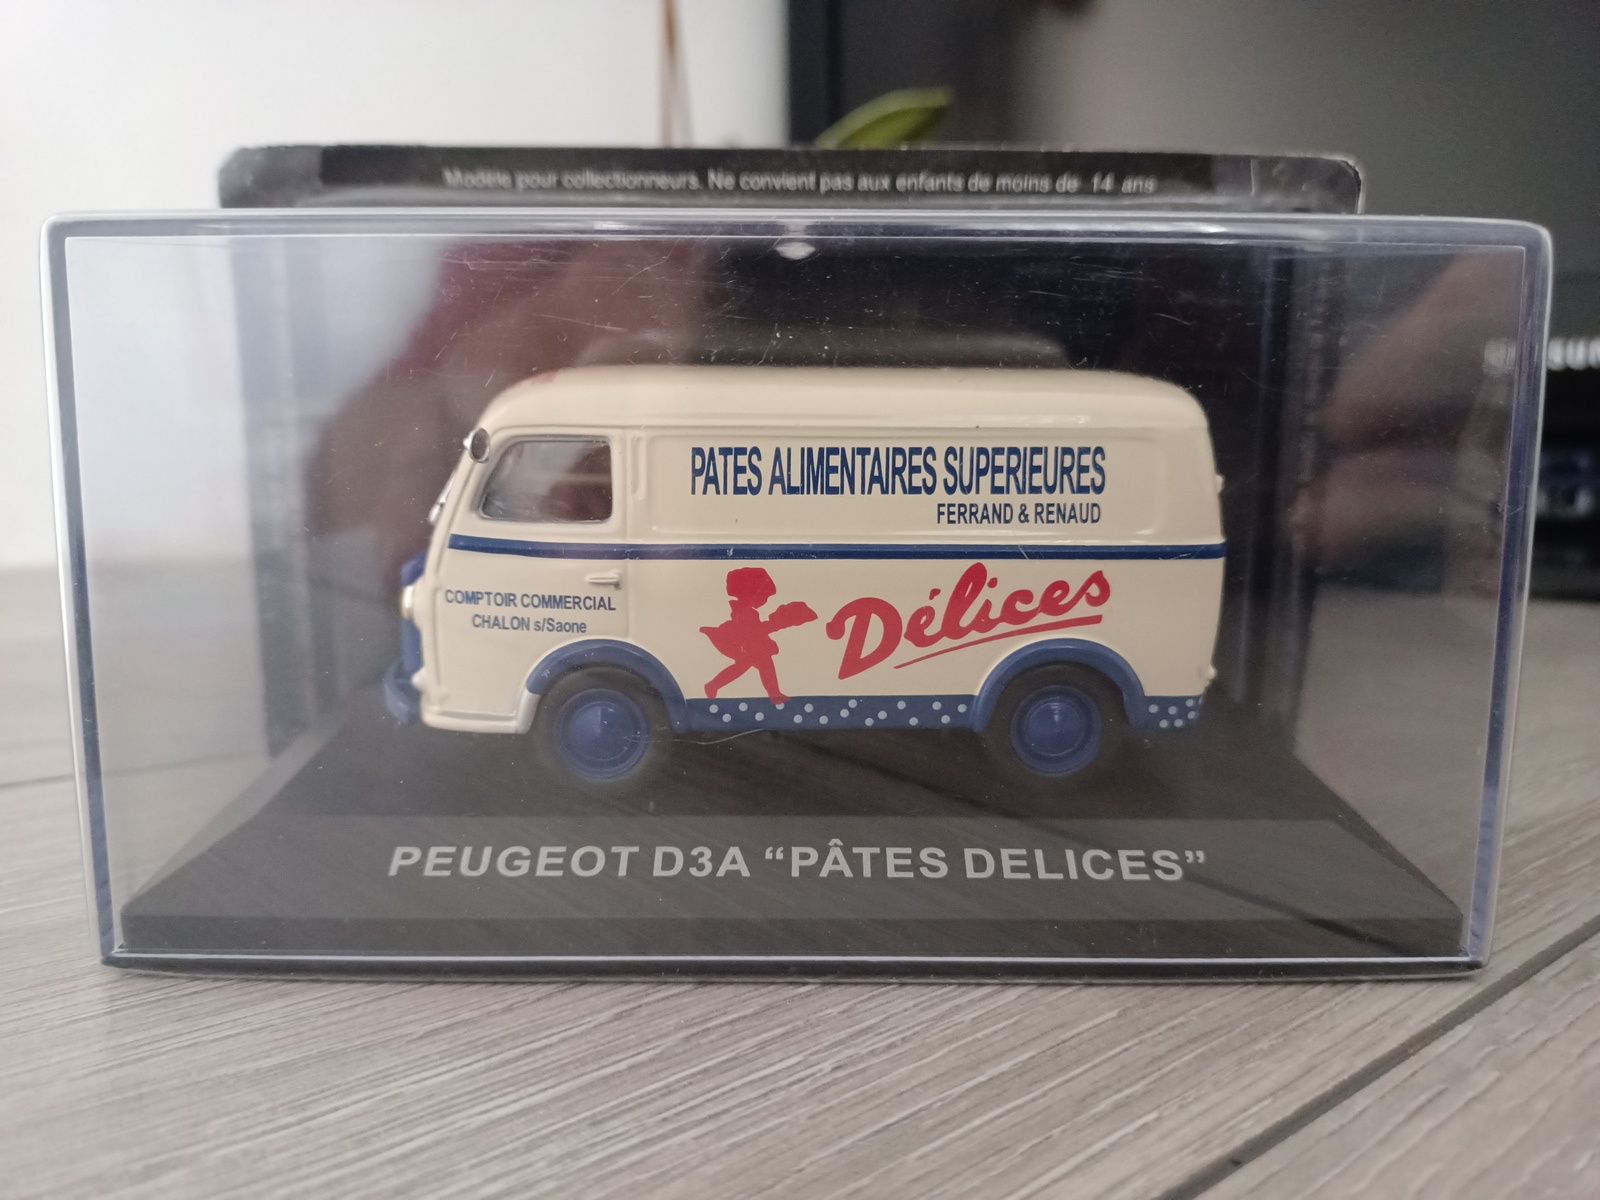 Modèle pour collectionneurs. Ne convient pas aux enfants de moins de 14 ans
PATES ALIMENTAIRES SUPERIEURES
FERRAND & RENAUD
COMPTOIR COMMERCIAL
CHALON s/Saone
Délices
PEUGEOT D3A “PÂTES DELICES”